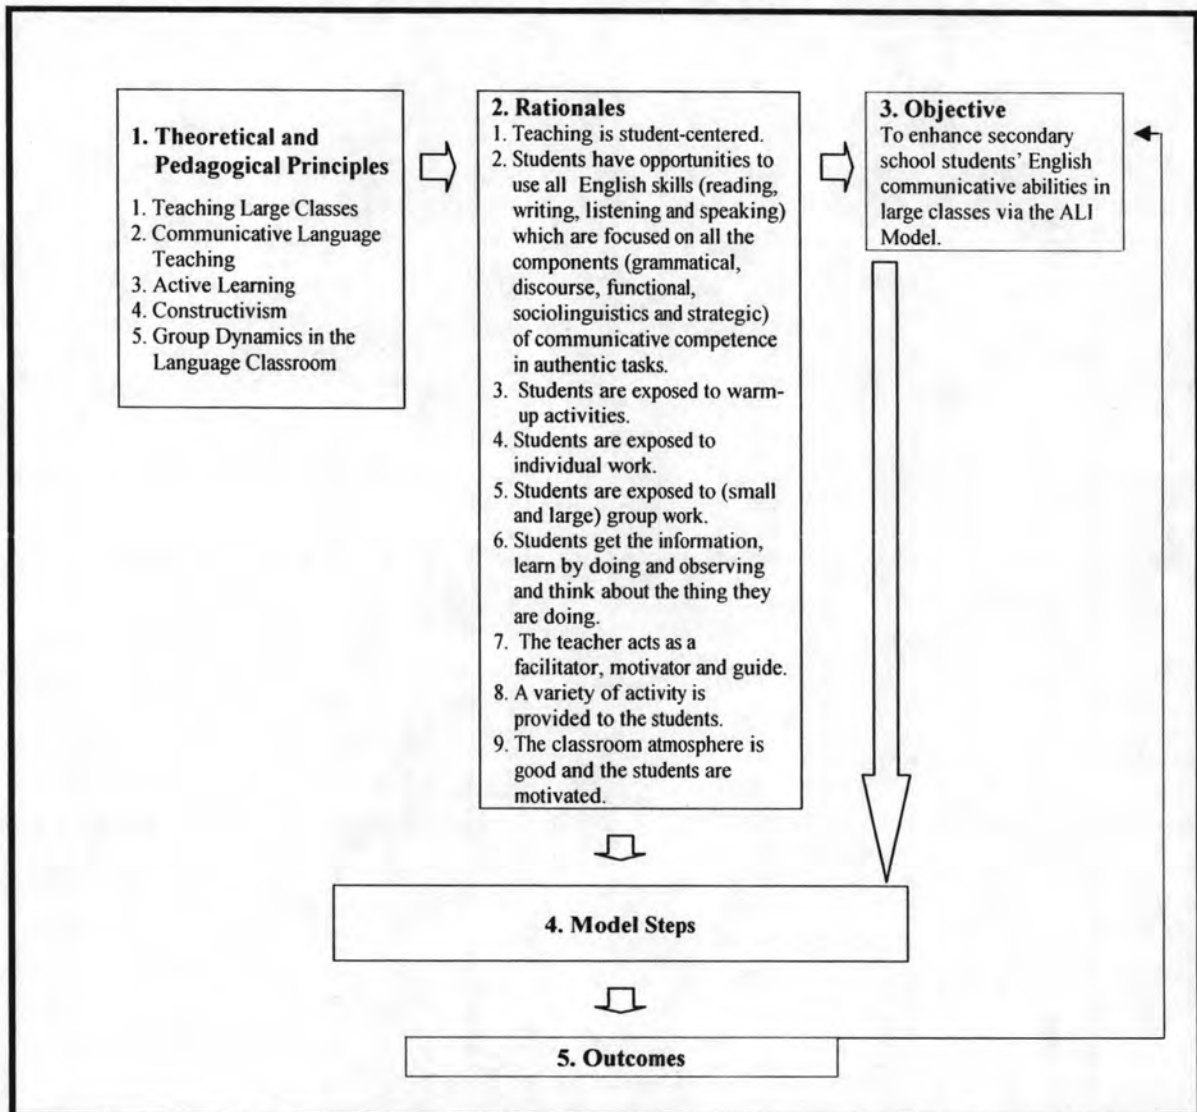 1. Theoretical and
Pedagogical Principles
1. Teaching Large Classes
2. Communicative Language
Teaching
3. Active Learning
4. Constructivism
5. Group Dynamics in the
Language Classroom
2. Rationales
1. Teaching is student-centered.
2. Students have opportunities to
use all English skills (reading,
writing, listening and speaking)
which are focused on all the
components (grammatical,
discourse, functional,
sociolinguistics and strategic)
of communicative competence
in authentic tasks.
3. Students are exposed to warm-
up activities.
4. Students are exposed to
individual work.
5. Students are exposed to (small
and large) group work.
6. Students get the information,
learn by doing and observing
and think about the thing they
are doing.
7. The teacher acts as a
facilitator, motivator and guide.
8. A variety of activity is
provided to the students.
9. The classroom atmosphere is
good and the students are
motivated.
3. Objective
To enhance secondary
school students' English
communicative abilities in
large classes via the ALI
Model.
4. Model Steps
5. Outcomes